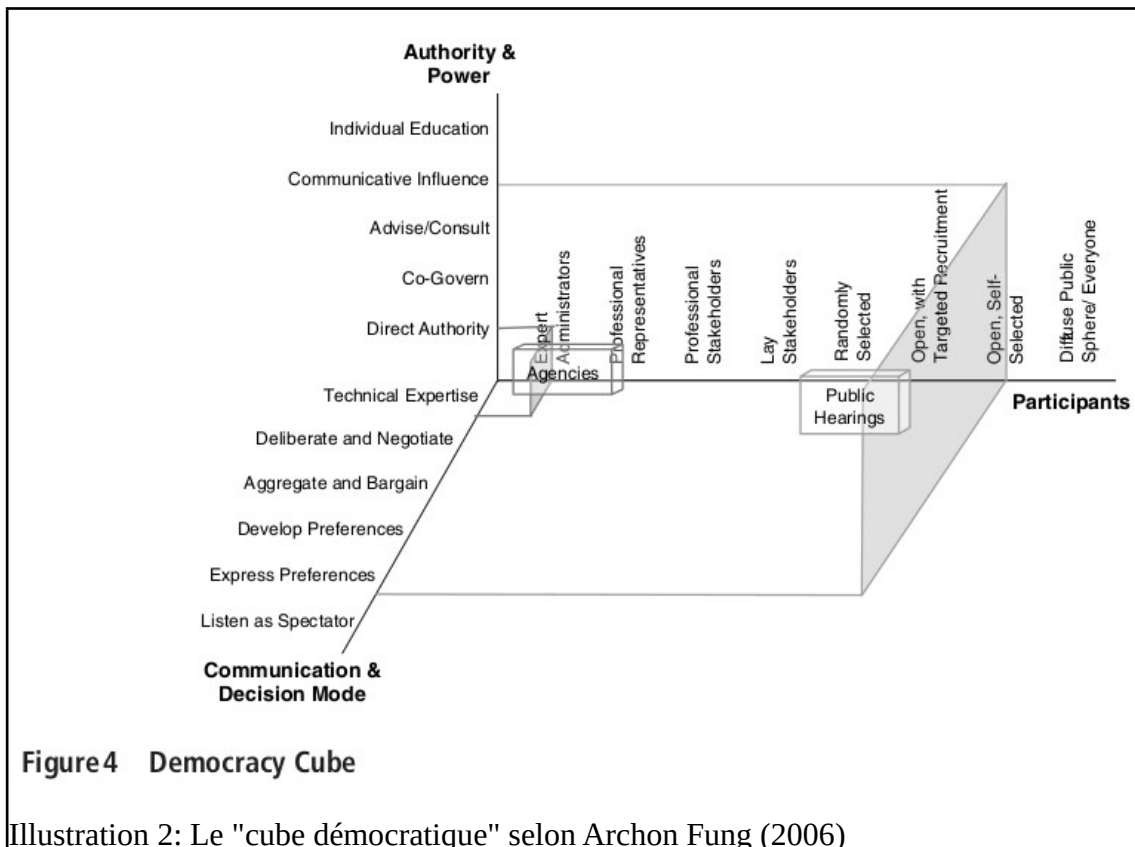 Authority &
Power
Individual Education
Communicative Influence
Advise/Consult
Co-Govern
Direct Authority
Expert
Administrators
Professional
Representatives
Professional
Stakeholders
Lay
Stakeholders
Randomly
Selected
Open, with
Targeted Recruitment
Open, Self-
Selected
Diffuse Public
Sphere/ Everyone
Agencies
Public
Hearings
Participants
Technical Expertise
Deliberate and Negotiate
Aggregate and Bargain
Develop Preferences
Express Preferences
Listen as Spectator
Communication &
Decision Mode
Figure 4 Democracy Cube
Illustration 2: Le "cube démocratique" selon Archon Fung (2006)